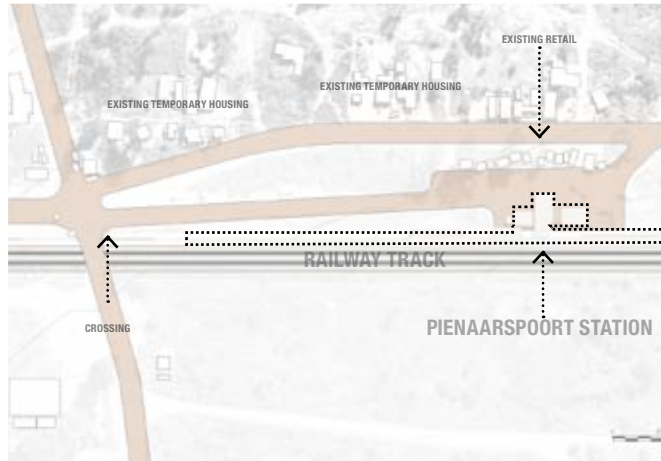 EXISTING RETAIL
EXISTING TEMPORARY HOUSING
EXISTING TEMPORARY HOUSING
RAILWAY TRACK
CROSSING
PIENAARSPOORT STATION